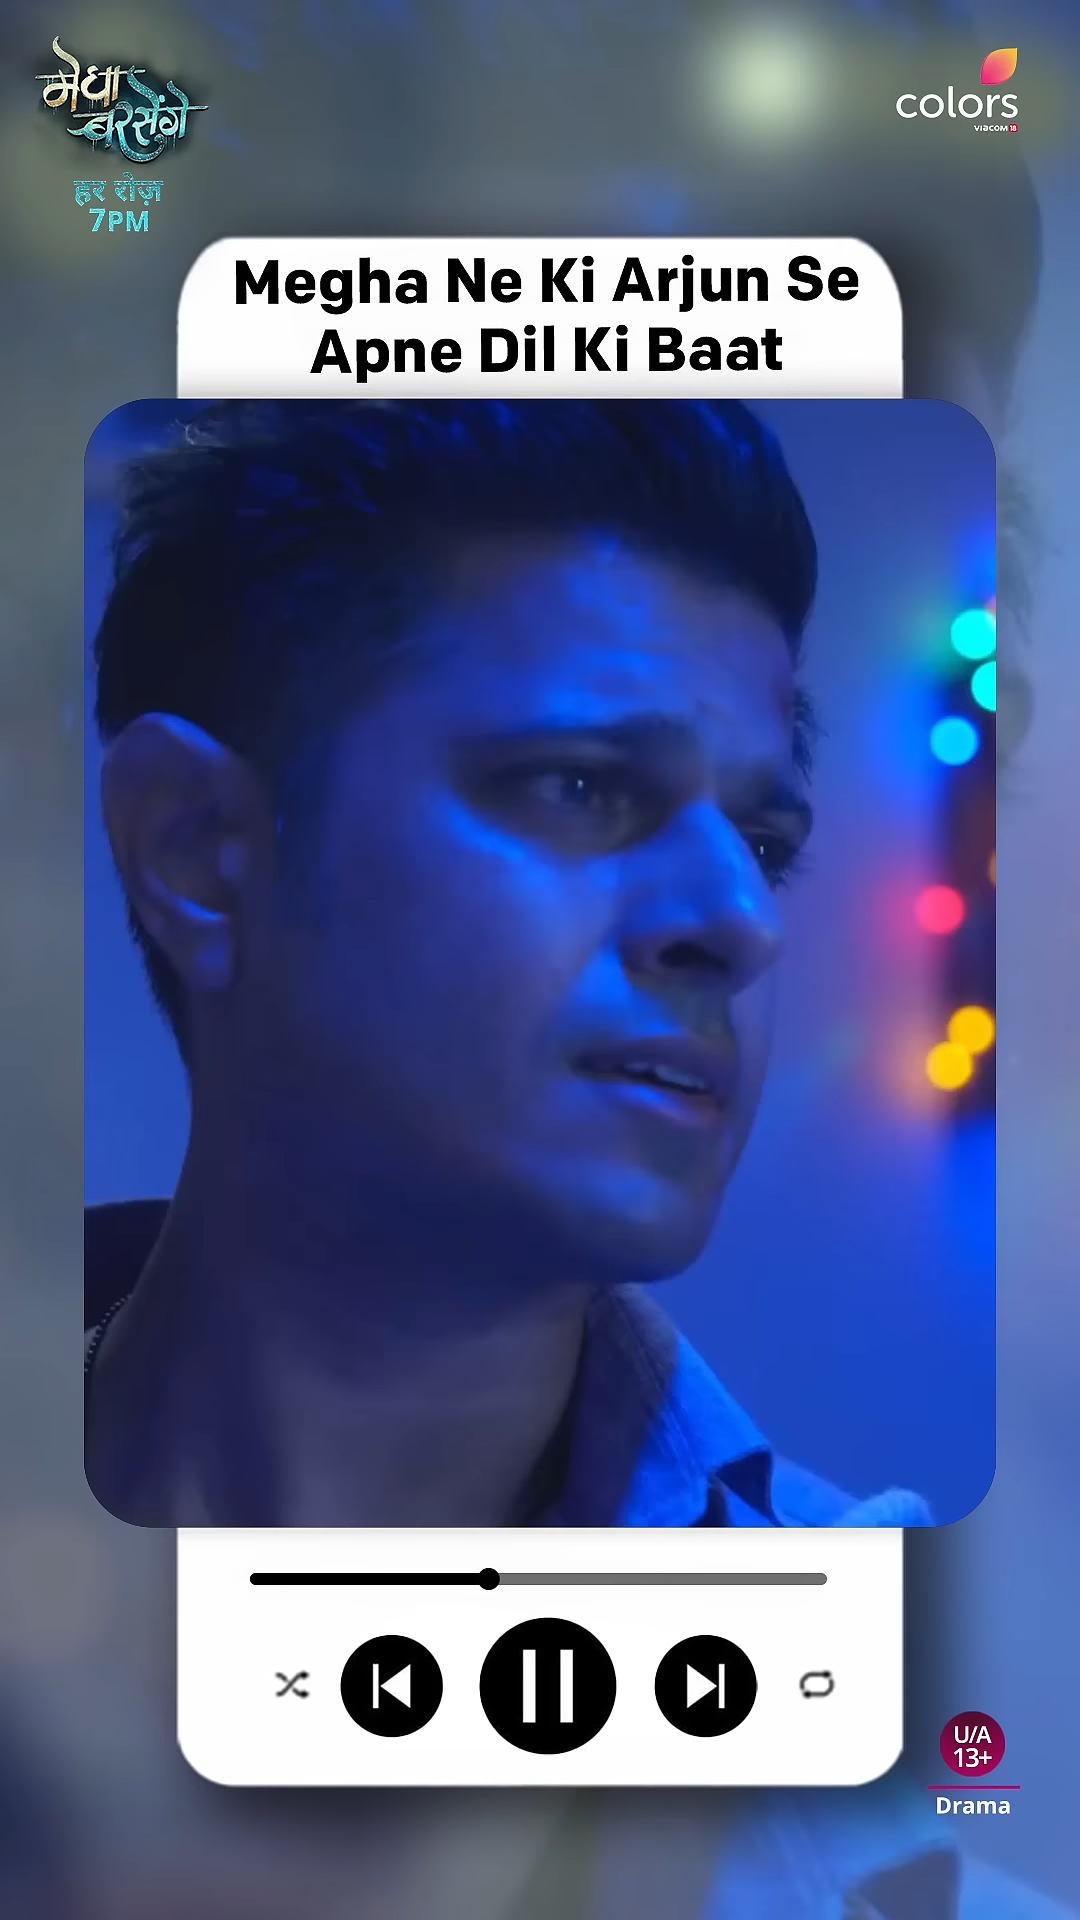 मेघा
बरसेंगे
हर रोज़
7PM
colors
VIACOM18
Megha Ne Ki Arjun Se
Apne Dil Ki Baat
U/A
13+
Drama